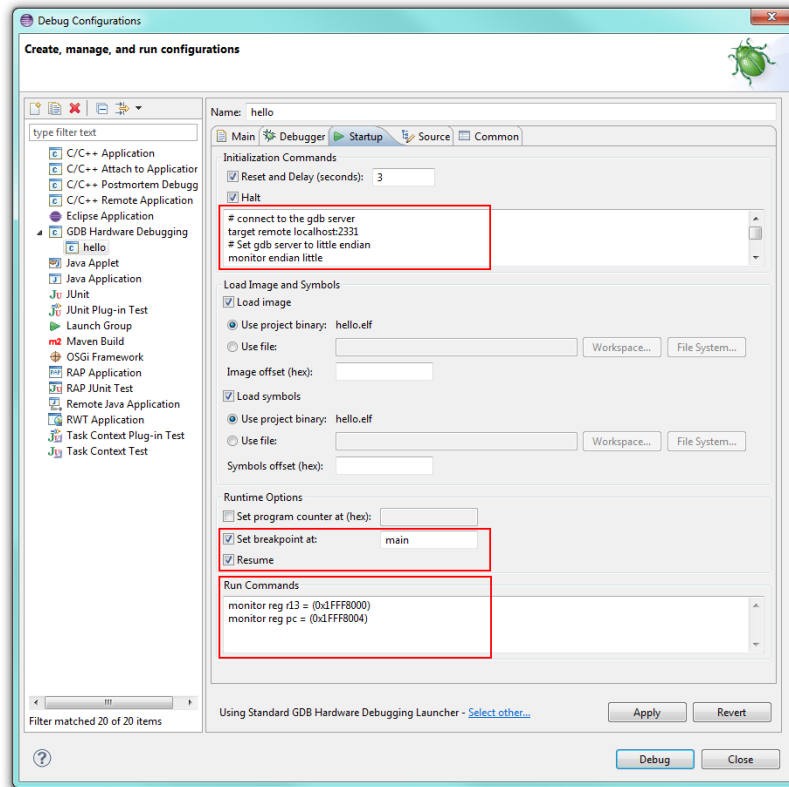 Debug Configurations
Create, manage, and run configurations
type filter text
C/C++ Application
C/C++ Attach to Applicatior
C/C++ Postmortem Debugg
C/C++ Remote Application
Eclipse Application
GDB Hardware Debugging
hello
Java Applet
Java Application
JUnit
JUnit Plug-in Test
Launch Group
m2 Maven Build
OSGi Framework
RAP Application
RAP JUnit Test
Remote Java Application
RWT Application
Task Context Plug-in Test
Task Context Test
Filter matched 20 of 20 items
Name: hello
Main Debugger Startup Source Common
Initialization Commands
Reset and Delay (seconds): 3
Halt
# connect to the gdb server
target remote localhost:2331
# Set gdb server to little endian
monitor endian little
Load Image and Symbols
Load image
Use project binary: hello.elf
Use file: Workspace... File System...
Image offset (hex):
Load symbols
Use project binary: hello.elf
Use file: Workspace... File System...
Symbols offset (hex):
Runtime Options
Set program counter at (hex):
Set breakpoint at: main
Resume
Run Commands
monitor reg r13 = (0x1FFF8000)
monitor reg pc = (0x1FFF8004)
Using Standard GDB Hardware Debugging Launcher - Select other...
Apply Revert
Debug Close